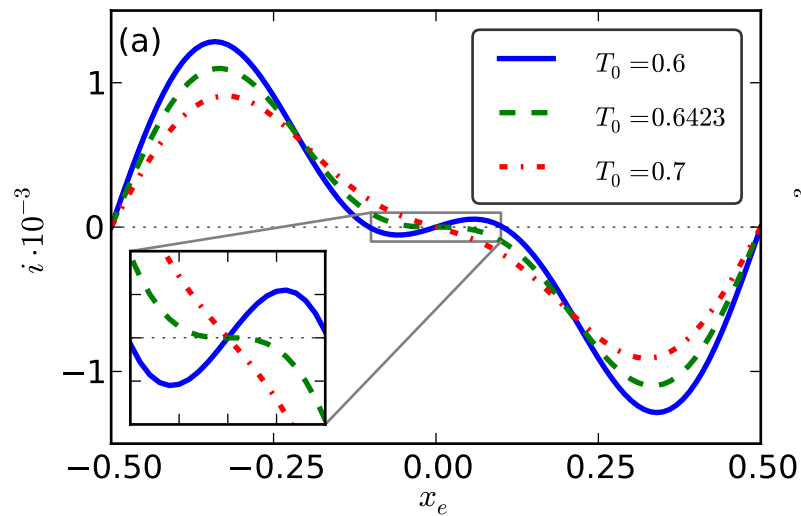 (a)
T_0 = 0.6
T_0 = 0.6423
T_0 = 0.7
i · 10^{-3}
1
0
−1
−0.50 −0.25 0.00 0.25 0.50
x_e